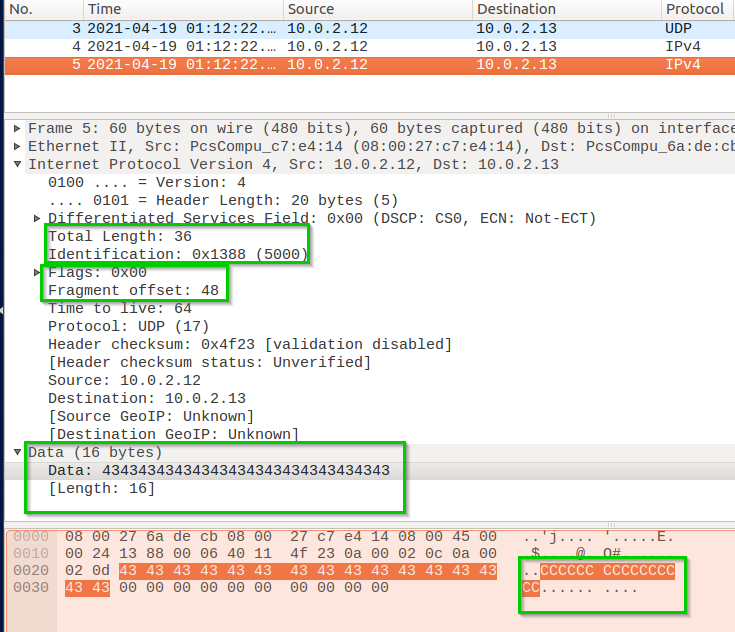 No. Time Source Destination Protocol
3 2021-04-19 01:12:22.… 10.0.2.12 10.0.2.13 UDP
4 2021-04-19 01:12:22.… 10.0.2.12 10.0.2.13 IPv4
5 2021-04-19 01:12:22.… 10.0.2.12 10.0.2.13 IPv4
Frame 5: 60 bytes on wire (480 bits), 60 bytes captured (480 bits) on interface
Ethernet II, Src: PcsCompu_c7:e4:14 (08:00:27:c7:e4:14), Dst: PcsCompu_6a:de:cb
Internet Protocol Version 4, Src: 10.0.2.12, Dst: 10.0.2.13
0100 .... = Version: 4
.... 0101 = Header Length: 20 bytes (5)
Differentiated Services Field: 0x00 (DSCP: CS0, ECN: Not-ECT)
Total Length: 36
Identification: 0x1388 (5000)
Flags: 0x00
Fragment offset: 48
Time to live: 64
Protocol: UDP (17)
Header checksum: 0x4f23 [validation disabled]
[Header checksum status: Unverified]
Source: 10.0.2.12
Destination: 10.0.2.13
[Source GeoIP: Unknown]
[Destination GeoIP: Unknown]
Data (16 bytes)
Data: 43434343434343434343434343434343
[Length: 16]
0000 08 00 27 6a de cb 08 00 27 c7 e4 14 08 00 45 00 ..'j.... '.....E.
0010 00 24 13 88 00 06 40 11 4f 23 0a 00 02 0c 0a 00 .$....@. O#......
0020 02 0d 43 43 43 43 43 43 43 43 43 43 43 43 43 43 ..CCCCCC CCCCCCCC
0030 43 43 00 00 00 00 00 00 00 00 00 00 CC...... ....